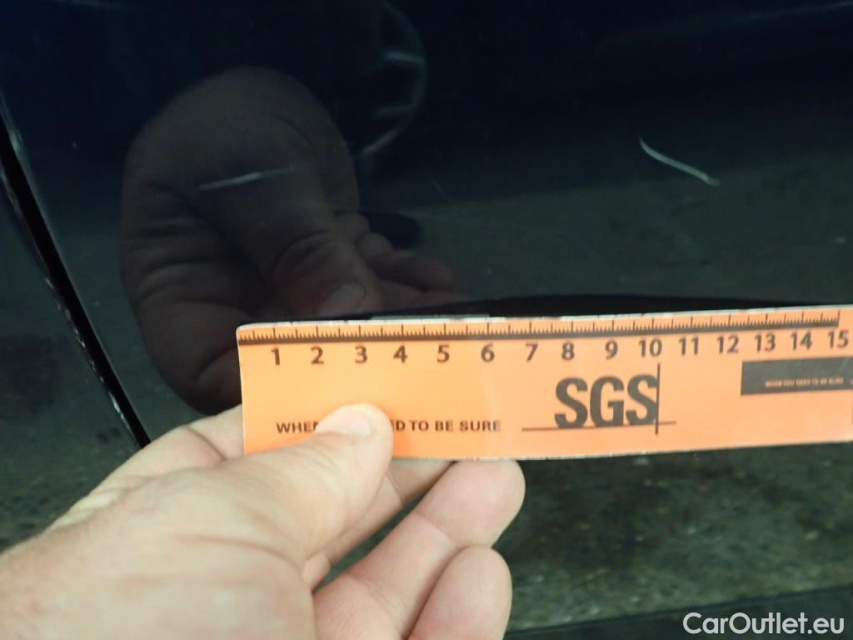 1 2 3 4 5 6 7 8 9 10 11 12 13 14 15
SGS
WHEN D TO BE SURE
CarOutlet.eu